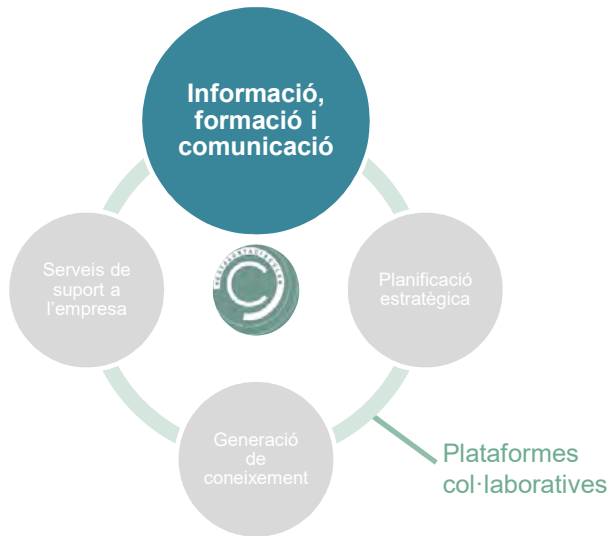 Informació,
formació i
comunicació
Serveis de
suport a
l'empresa
Planificació
estratègica
Generació
de
coneixement
Plataformes
col·laboratives